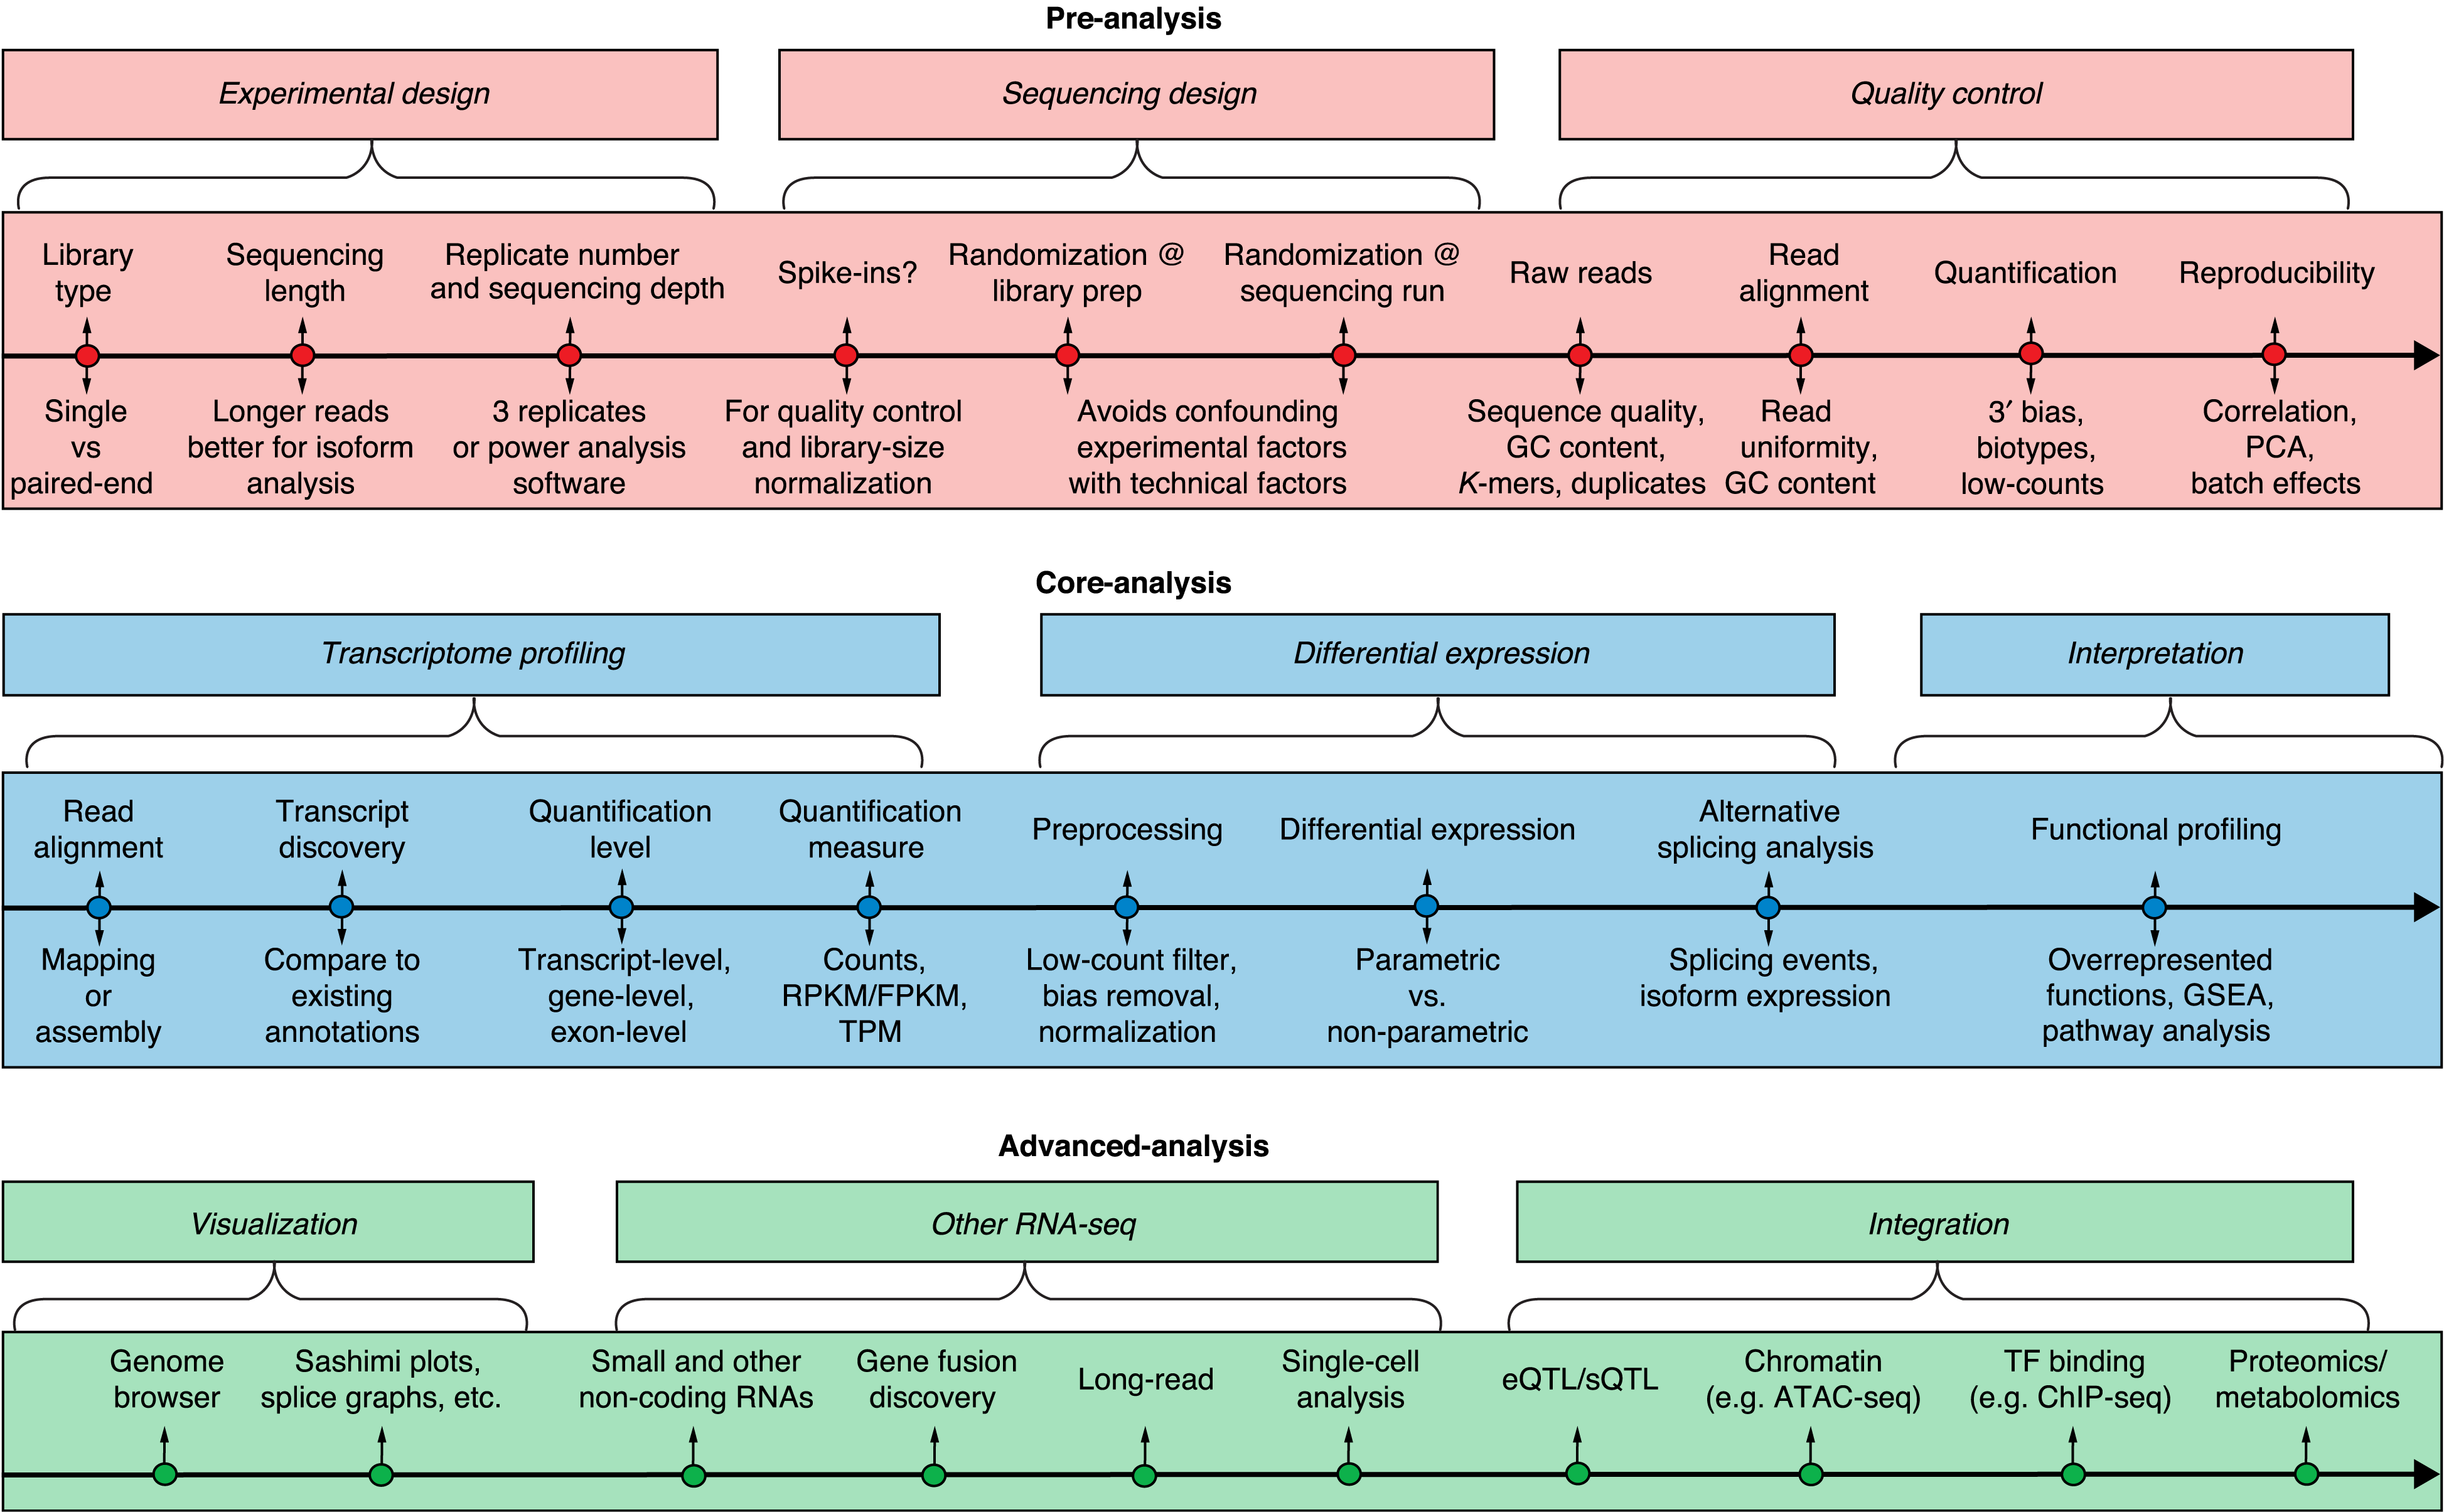 Pre-analysis
Experimental design
Sequencing design
Quality control
Library
type
Sequencing
length
Replicate number
and sequencing depth
Spike-ins?
Randomization @
library prep
Randomization @
sequencing run
Raw reads
Read
alignment
Quantification
Reproducibility
Single
vs
paired-end
Longer reads
better for isoform
analysis
3 replicates
or power analysis
software
For quality control
and library-size
normalization
Avoids confounding
experimental factors
with technical factors
Sequence quality,
GC content,
K-mers, duplicates
Read
uniformity,
GC content
3′ bias,
biotypes,
low-counts
Correlation,
PCA,
batch effects
Core-analysis
Transcriptome profiling
Differential expression
Interpretation
Read
alignment
Transcript
discovery
Quantification
level
Quantification
measure
Preprocessing
Differential expression
Alternative
splicing analysis
Functional profiling
Mapping
or
assembly
Compare to
existing
annotations
Transcript-level,
gene-level,
exon-level
Counts,
RPKM/FPKM,
TPM
Low-count filter,
bias removal,
normalization
Parametric
vs.
non-parametric
Splicing events,
isoform expression
Overrepresented
functions, GSEA,
pathway analysis
Advanced-analysis
Visualization
Other RNA-seq
Integration
Genome
browser
Sashimi plots,
splice graphs, etc.
Small and other
non-coding RNAs
Gene fusion
discovery
Long-read
Single-cell
analysis
eQTL/sQTL
Chromatin
(e.g. ATAC-seq)
TF binding
(e.g. ChIP-seq)
Proteomics/
metabolomics